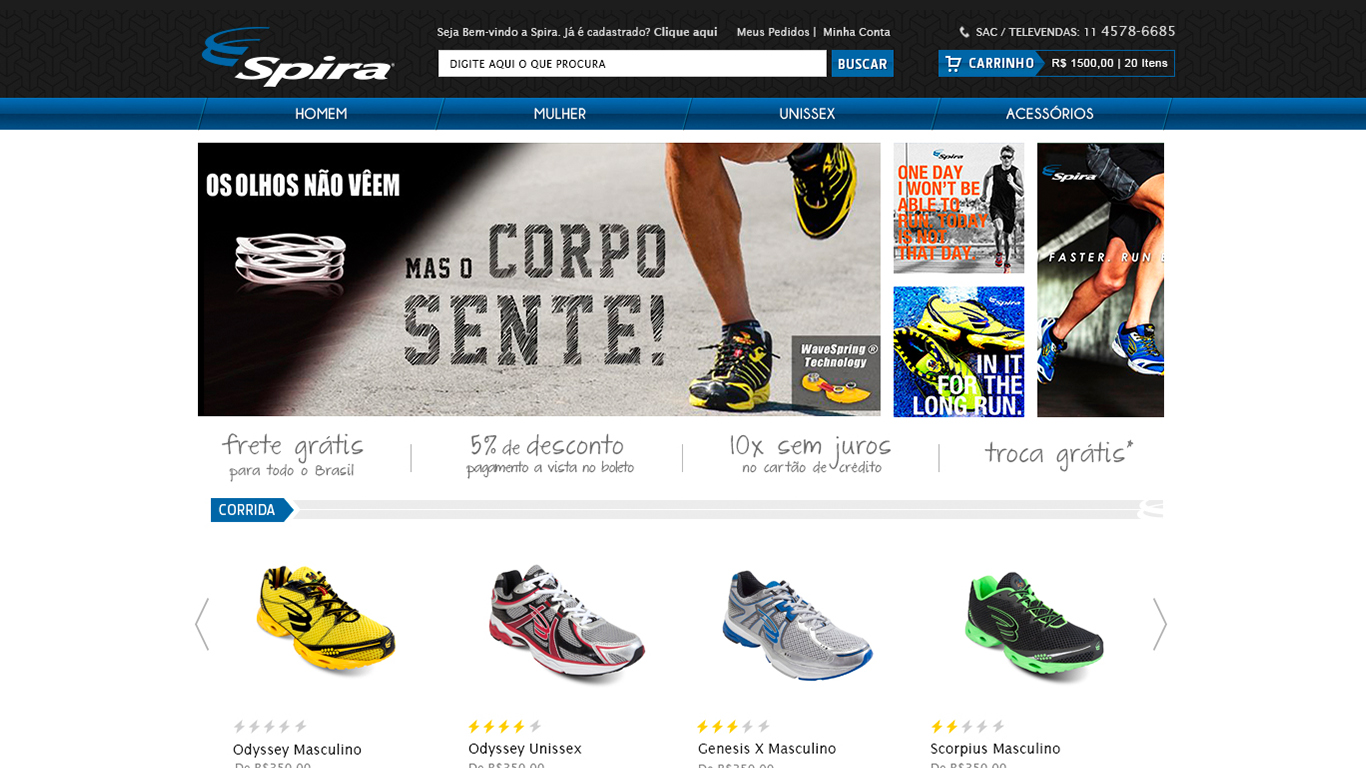 Seja Bem-vindo a Spira. Já é cadastrado? Clique aqui
Meus Pedidos | Minha Conta
SAC / TELEVENDAS: 11 4578-6685
Spira
DIGITE AQUI O QUE PROCURA
BUSCAR
CARRINHO
R$ 1500,00 | 20 Itens
HOMEM
MULHER
UNISSEX
ACESSÓRIOS
OS OLHOS NÃO VÊEM
MAS O CORPO
SENTE!
WaveSpring ®
Technology
Spira
ONE DAY
I WON'T BE
ABLE TO
RUN. TODAY
IS NOT
THAT DAY.
Spira
IN IT
FOR THE
LONG RUN.
Spira
FASTER. RUN
frete grátis
para todo o Brasil
5% de desconto
pagamento a vista no boleto
10x sem juros
no cartão de crédito
troca grátis*
CORRIDA
Odyssey Masculino
Odyssey Unissex
Genesis X Masculino
Scorpius Masculino
De R$350,00
De R$350,00
De R$350,00
De R$350,00